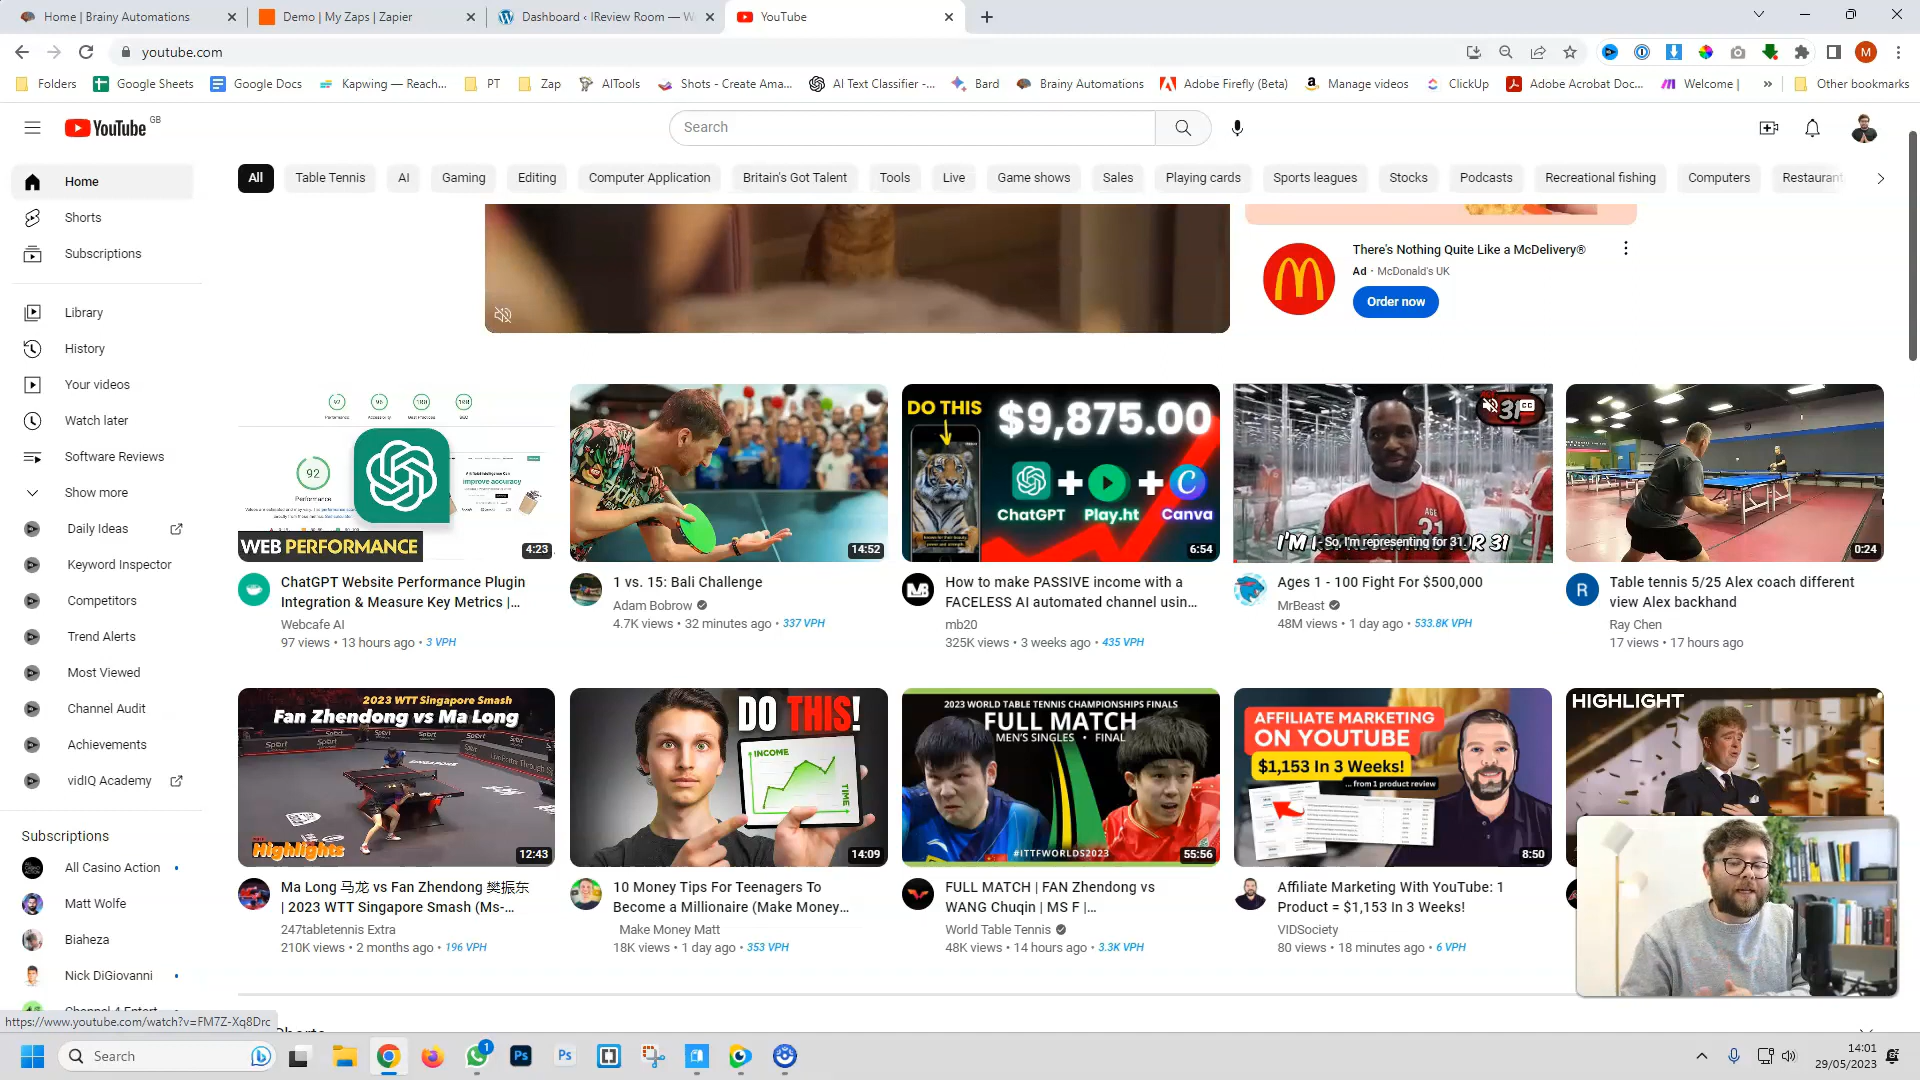 Home | Brainy Automations
Demo | My Zaps | Zapier
Dashboard ‹ IReview Room — W
YouTube
youtube.com
M
Folders
Google Sheets
Google Docs
Kapwing — Reach...
PT
Zap
AITools
Shots - Create Ama...
AI Text Classifier -...
Bard
Brainy Automations
Adobe Firefly (Beta)
Manage videos
ClickUp
Adobe Acrobat Doc...
Welcome |
»
Other bookmarks
YouTube GB
Search
Home
Shorts
Subscriptions
Library
History
Your videos
Watch later
Software Reviews
Show more
Daily Ideas
Keyword Inspector
Competitors
Trend Alerts
Most Viewed
Channel Audit
Achievements
vidIQ Academy
Subscriptions
All Casino Action
Matt Wolfe
Biaheza
Nick DiGiovanni
All
Table Tennis
AI
Gaming
Editing
Computer Application
Britain's Got Talent
Tools
Live
Game shows
Sales
Playing cards
Sports leagues
Stocks
Podcasts
Recreational fishing
Computers
Restaurant
There's Nothing Quite Like a McDelivery®
Ad · McDonald's UK
Order now
92
Performance
improve accuracy
WEB PERFORMANCE
4:23
ChatGPT Website Performance Plugin
Integration & Measure Key Metrics |...
Webcafe AI
97 views • 13 hours ago • 3 VPH
14:52
1 vs. 15: Bali Challenge
Adam Bobrow
4.7K views • 32 minutes ago • 337 VPH
DO THIS
$9,875.00
ChatGPT
Play.ht
Canva
6:54
How to make PASSIVE income with a
FACELESS AI automated channel usin...
mb20
325K views • 3 weeks ago • 435 VPH
31
CC
AGE
31
I'M
- So, I'm representing for 31.
R 31
Ages 1 - 100 Fight For $500,000
MrBeast
48M views • 1 day ago • 533.8K VPH
0:24
R
Table tennis 5/25 Alex coach different
view Alex backhand
Ray Chen
17 views • 17 hours ago
2023 WTT Singapore Smash
Fan Zhendong vs Ma Long
Highlights
12:43
Ma Long 马龙 vs Fan Zhendong 樊振东
| 2023 WTT Singapore Smash (Ms-...
247tabletennis Extra
210K views • 2 months ago • 196 VPH
DO THIS!
INCOME
TIME
14:09
10 Money Tips For Teenagers To
Become a Millionaire (Make Money...
Make Money Matt
18K views • 1 day ago • 353 VPH
2023 WORLD TABLE TENNIS CHAMPIONSHIPS FINALS
FULL MATCH
MEN'S SINGLES • FINAL
#ITTFWORLDS2023
55:56
FULL MATCH | FAN Zhendong vs
WANG Chuqin | MS F |...
World Table Tennis
48K views • 14 hours ago • 3.3K VPH
AFFILIATE MARKETING
ON YOUTUBE
$1,153 In 3 Weeks!
... from 1 product review
8:50
Affiliate Marketing With YouTube: 1
Product = $1,153 In 3 Weeks!
VIDSociety
80 views • 18 minutes ago • 6 VPH
HIGHLIGHT
https://www.youtube.com/watch?v=FM7Z-Xq8Drc
Search
1
Ps
Ps
14:01
29/05/2023